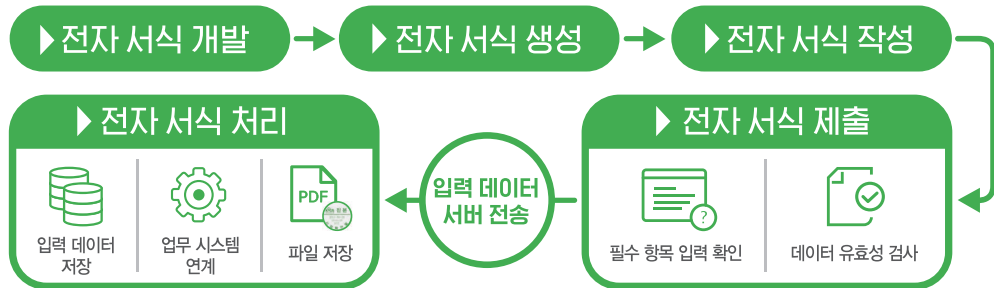 전자 서식 개발
전자 서식 생성
전자 서식 작성
전자 서식 제출
필수 항목 입력 확인
데이터 유효성 검사
입력 데이터
서버 전송
전자 서식 처리
입력 데이터
저장
업무 시스템
연계
PDF
파일 저장
?